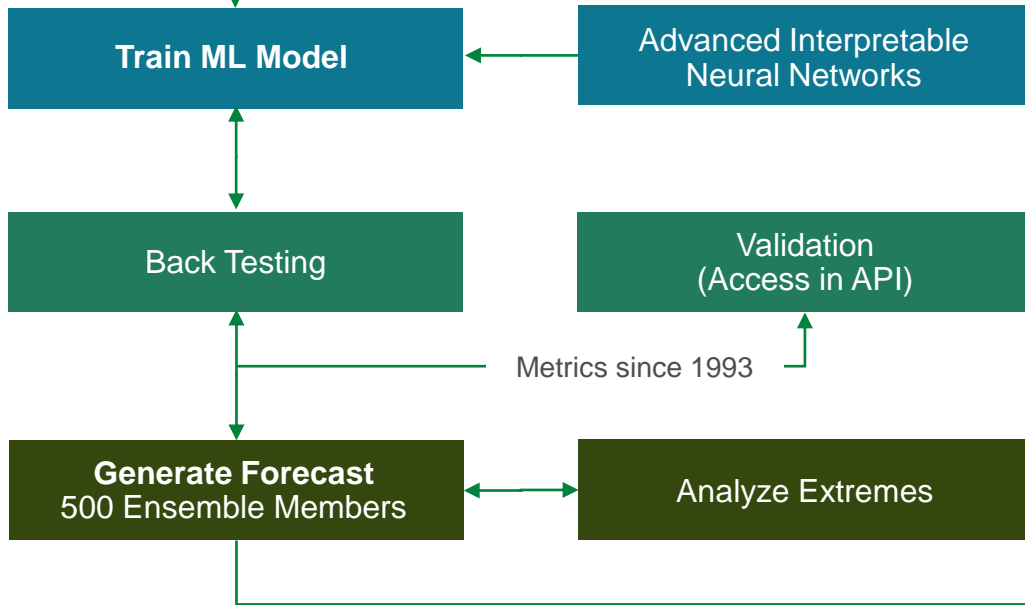 Train ML Model
Advanced Interpretable
Neural Networks
Back Testing
Validation
(Access in API)
Metrics since 1993
Generate Forecast
500 Ensemble Members
Analyze Extremes